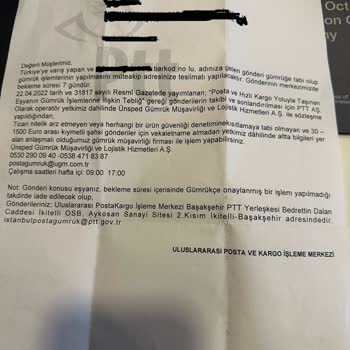 Oct
on C
ny
Değerli Müşterimiz,
Türkiye'ye varış yapan ve barkod no lu, adınıza gelen gönderi gümrüğe tabi olup
gümrük işlemlerinin yapılmasını müteakip adresinize teslimatı yapılacaktır. Gönderinin merkezimizde
bekleme süresi 7 gündür.
22.04.2022 tarih ve 31817 sayılı Resmi Gazetede yayımlanan; "Posta ve Hızlı Kargo Yoluyla Taşınan
Eşyanın Gümrük İşlemlerine İlişkin Tebliğ" gereği gönderilerin takibi ve sonlandırılması için PTT AŞ.
Olarak operatör yetkimiz dahilinde Ünsped Gümrük Müşavirliği ve Lojistik Hizmetleri A.Ş. ile sözleşme
yapıldığından;
Ticari nitelik arz etmeyen veya herhangi bir ürün güvenliği denetimine kısıtlamaya tabi olmayan ve 30 –
1500 Euro arası kıymetli şahsi gönderiler için vekaletname almadan yetkimiz dahilinde altta bilgileri yer
alan anlaşmalı olduğumuz gümrük müşavirliği firması ile işlem yapabilirsiniz.
Ünsped Gümrük Müşavirliği ve Lojistik Hizmetleri A.Ş.
0530 290 09 40 -0538 471 83 87
postagumruk@ugm.com.tr
Çalışma saatleri hafta içi: 09:00 17:00
Not: Gönderi konusu eşyanız, bekleme süresi içerisinde Gümrükçe onaylanmış bir işlem yapılmadığı
takdirde iade edilecek olup,
Gönderileriniz: Uluslararası PostaKargo İşleme Merkezi Başakşehir PTT Yerleşkesi Bedrettin Dalan
Caddesi İkitelli OSB, Aykosan Sanayi Sitesi 2.Kısım İkitelli-Başakşehir adresindedir.
istanbulpostagumruk@ptt.gov.tr
ULUSLARARASI POSTA VE KARGO İŞLEME MERKEZİ